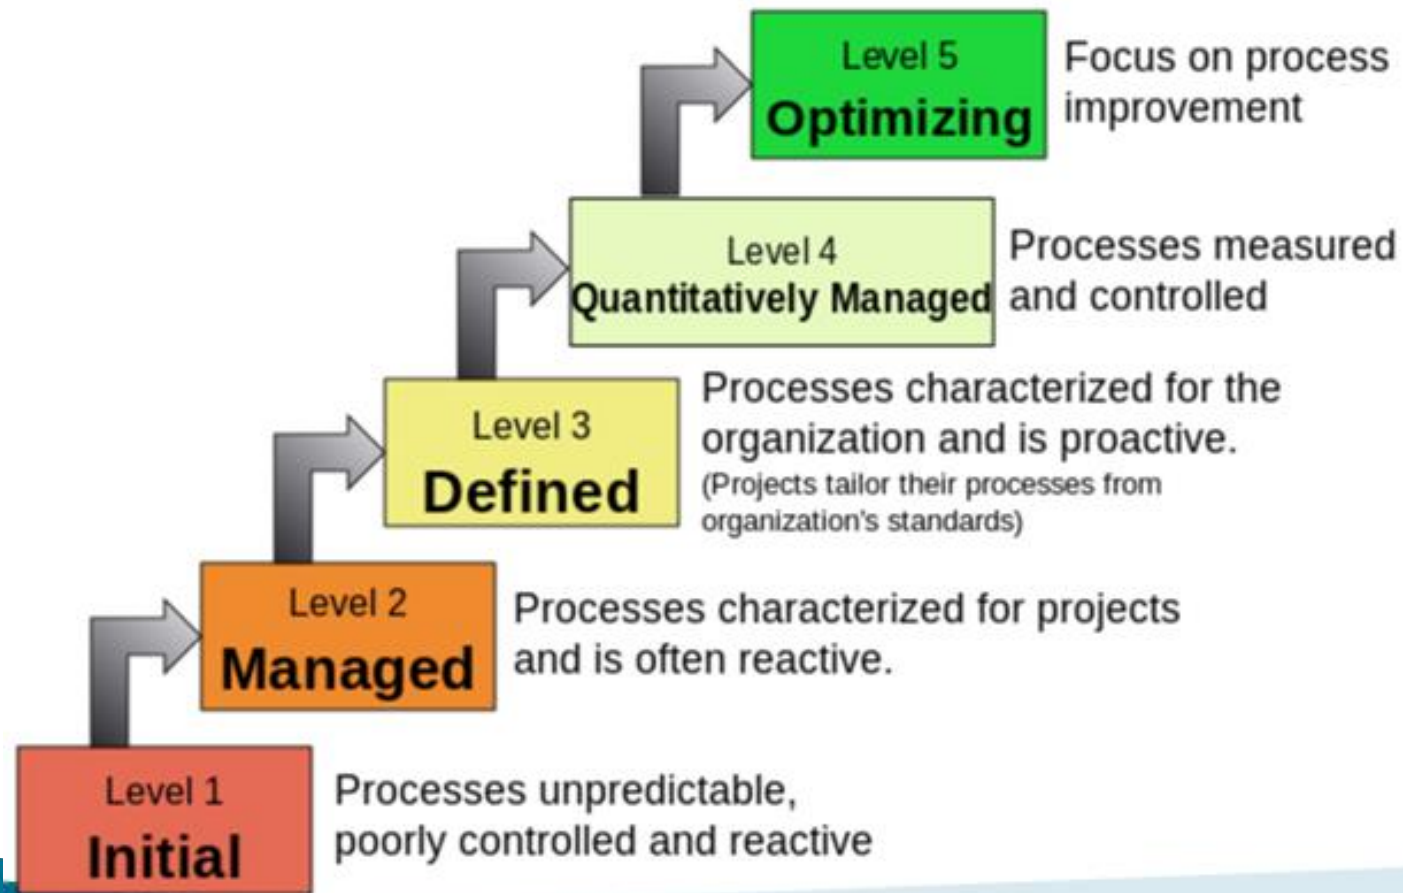 Level 5
Optimizing
Focus on process
improvement
Level 4
Quantitatively Managed
Processes measured
and controlled
Level 3
Defined
Processes characterized for the
organization and is proactive.
(Projects tailor their processes from
organization's standards)
Level 2
Managed
Processes characterized for projects
and is often reactive.
Level 1
Initial
Processes unpredictable,
poorly controlled and reactive